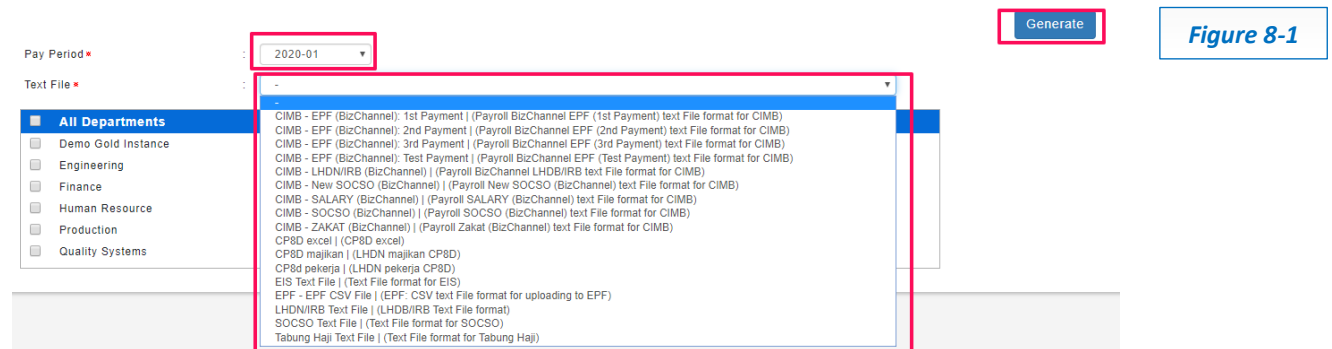 Generate
Figure 8-1
Pay Period* : 2020-01
Text File * : -
-
CIMB - EPF (BizChannel): 1st Payment | (Payroll BizChannel EPF (1st Payment) text File format for CIMB)
CIMB - EPF (BizChannel): 2nd Payment | (Payroll BizChannel EPF (2nd Payment) text File format for CIMB)
CIMB - EPF (BizChannel): 3rd Payment | (Payroll BizChannel EPF (3rd Payment) text File format for CIMB)
CIMB - EPF (BizChannel): Test Payment | (Payroll BizChannel EPF (Test Payment) text File format for CIMB)
CIMB - LHDN/IRB (BizChannel) | (Payroll BizChannel LHDB/IRB text File format for CIMB)
CIMB - New SOCSO (BizChannel) | (Payroll New SOCSO (BizChannel) text File format for CIMB)
CIMB - SALARY (BizChannel) | (Payroll SALARY (BizChannel) text File format for CIMB)
CIMB - SOCSO (BizChannel) | (Payroll SOCSO (BizChannel) text File format for CIMB)
CIMB - ZAKAT (BizChannel) | (Payroll Zakat (BizChannel) text File format for CIMB)
CP8D excel | (CP8D excel)
CP8D majikan | (LHDN majikan CP8D)
CP8d pekerja | (LHDN pekerja CP8D)
EIS Text File | (Text File format for EIS)
EPF - EPF CSV File | (EPF: CSV text File format for uploading to EPF)
LHDN/IRB Text File | (LHDB/IRB Text File format)
SOCSO Text File | (Text File format for SOCSO)
Tabung Haji Text File | (Text File format for Tabung Haji)
All Departments
Demo Gold Instance
Engineering
Finance
Human Resource
Production
Quality Systems